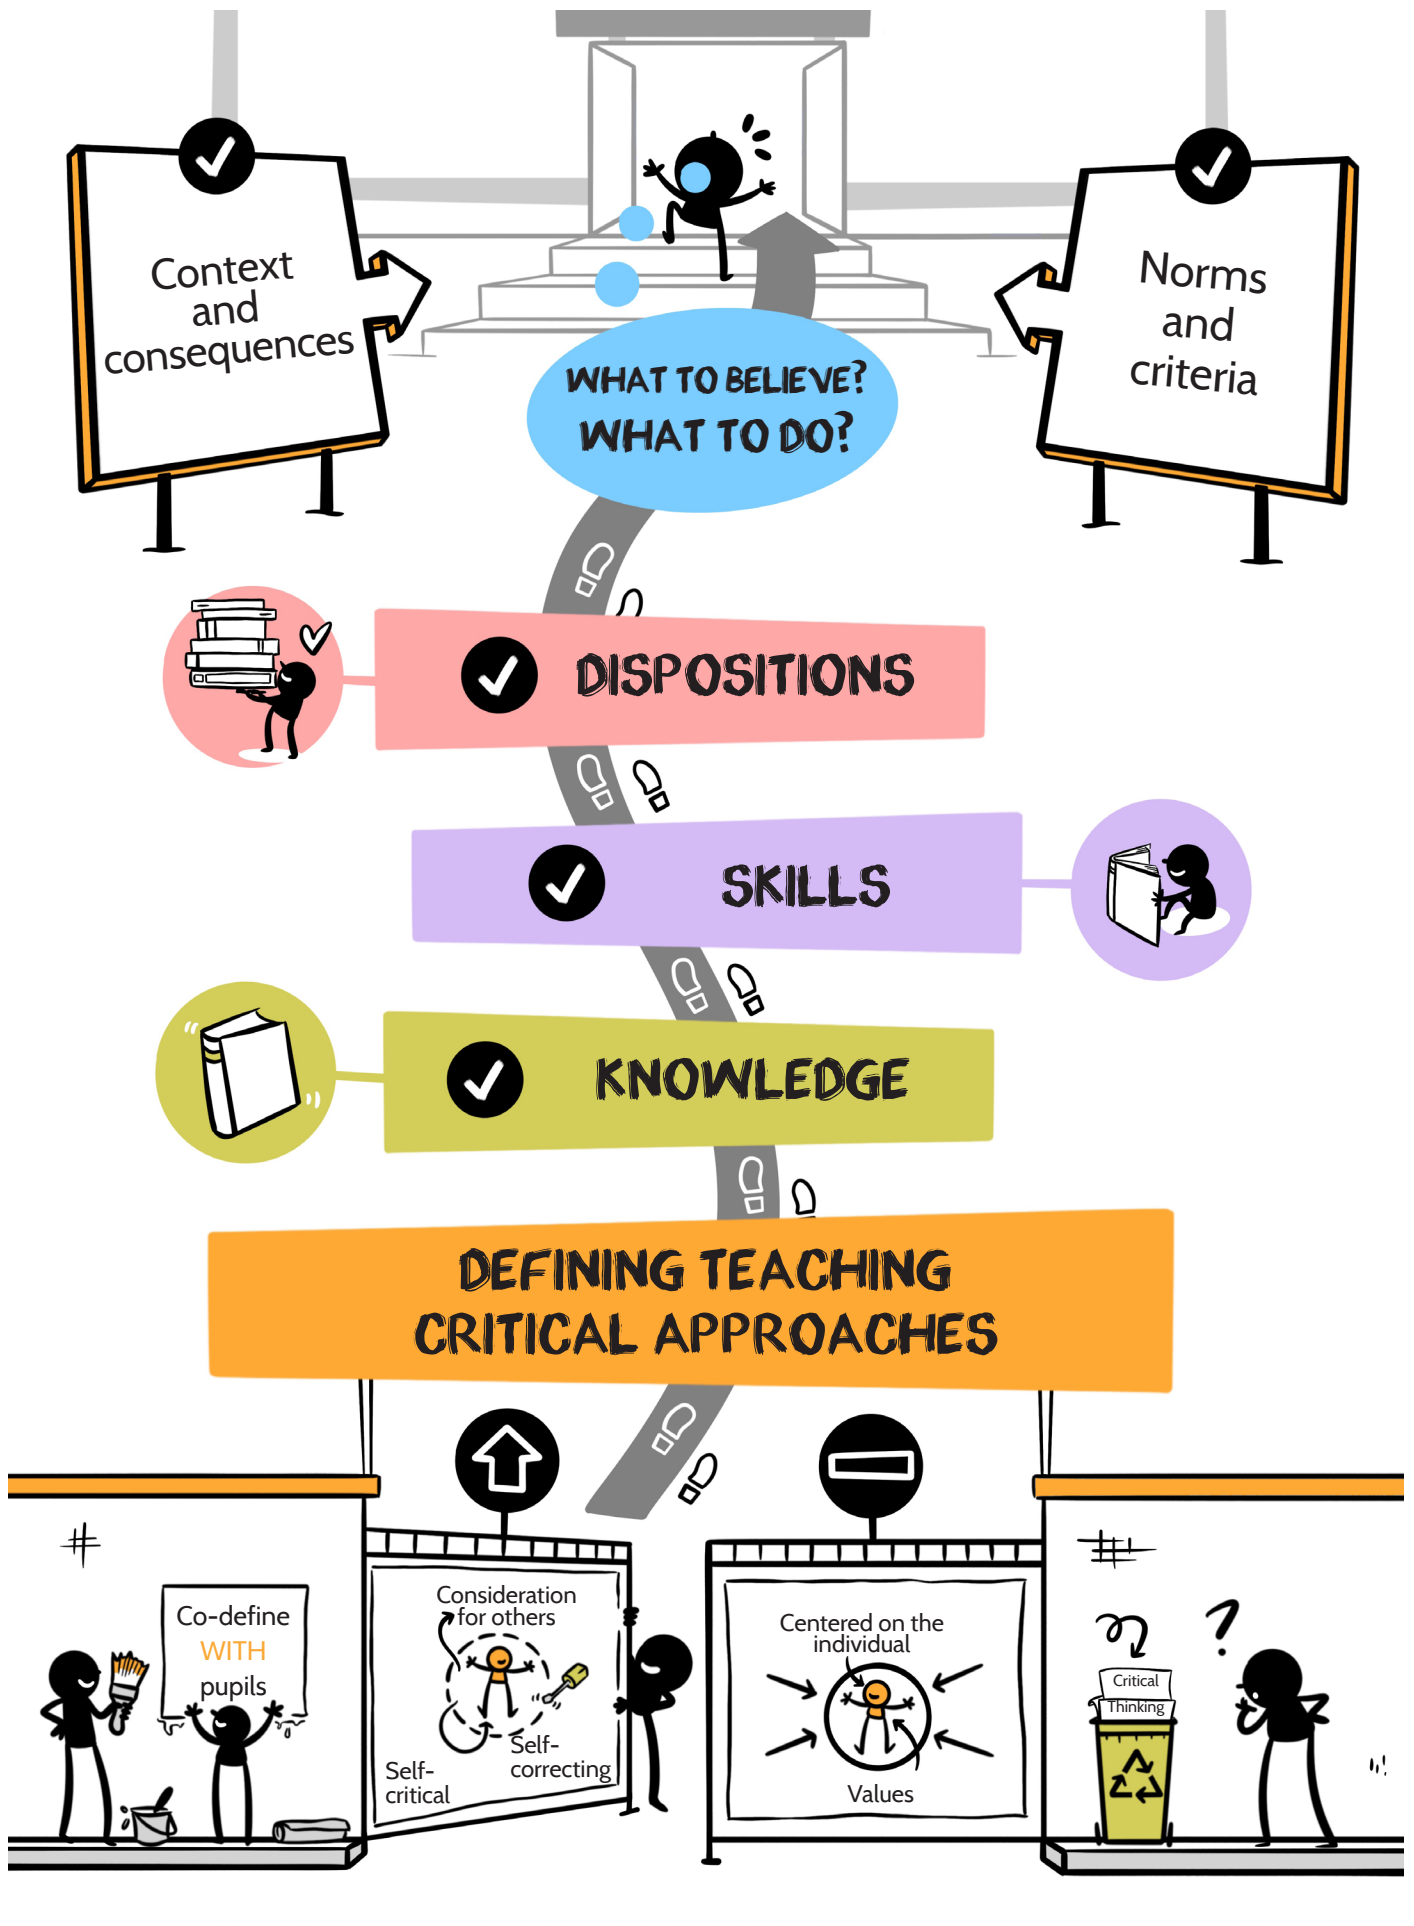 Context
and
consequences
Norms
and
criteria
WHAT TO BELIEVE?
WHAT TO DO?
DISPOSITIONS
SKILLS
KNOWLEDGE
DEFINING TEACHING
CRITICAL APPROACHES
Co-define
WITH
pupils
Consideration
for others
Self-
correcting
Self-
critical
Centered on the
individual
Values
Critical
Thinking
?